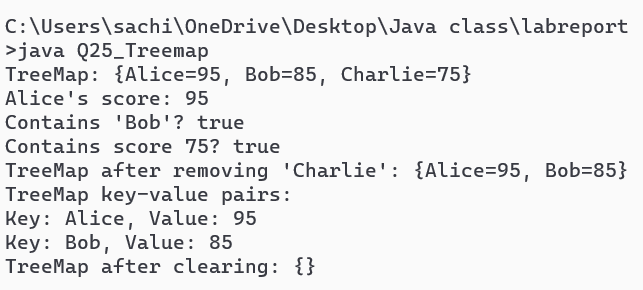 C:\Users\sachi\OneDrive\Desktop\Java class\labreport
>java Q25_Treemap
TreeMap: {Alice=95, Bob=85, Charlie=75}
Alice's score: 95
Contains 'Bob'? true
Contains score 75? true
TreeMap after removing 'Charlie': {Alice=95, Bob=85}
TreeMap key-value pairs:
Key: Alice, Value: 95
Key: Bob, Value: 85
TreeMap after clearing: {}